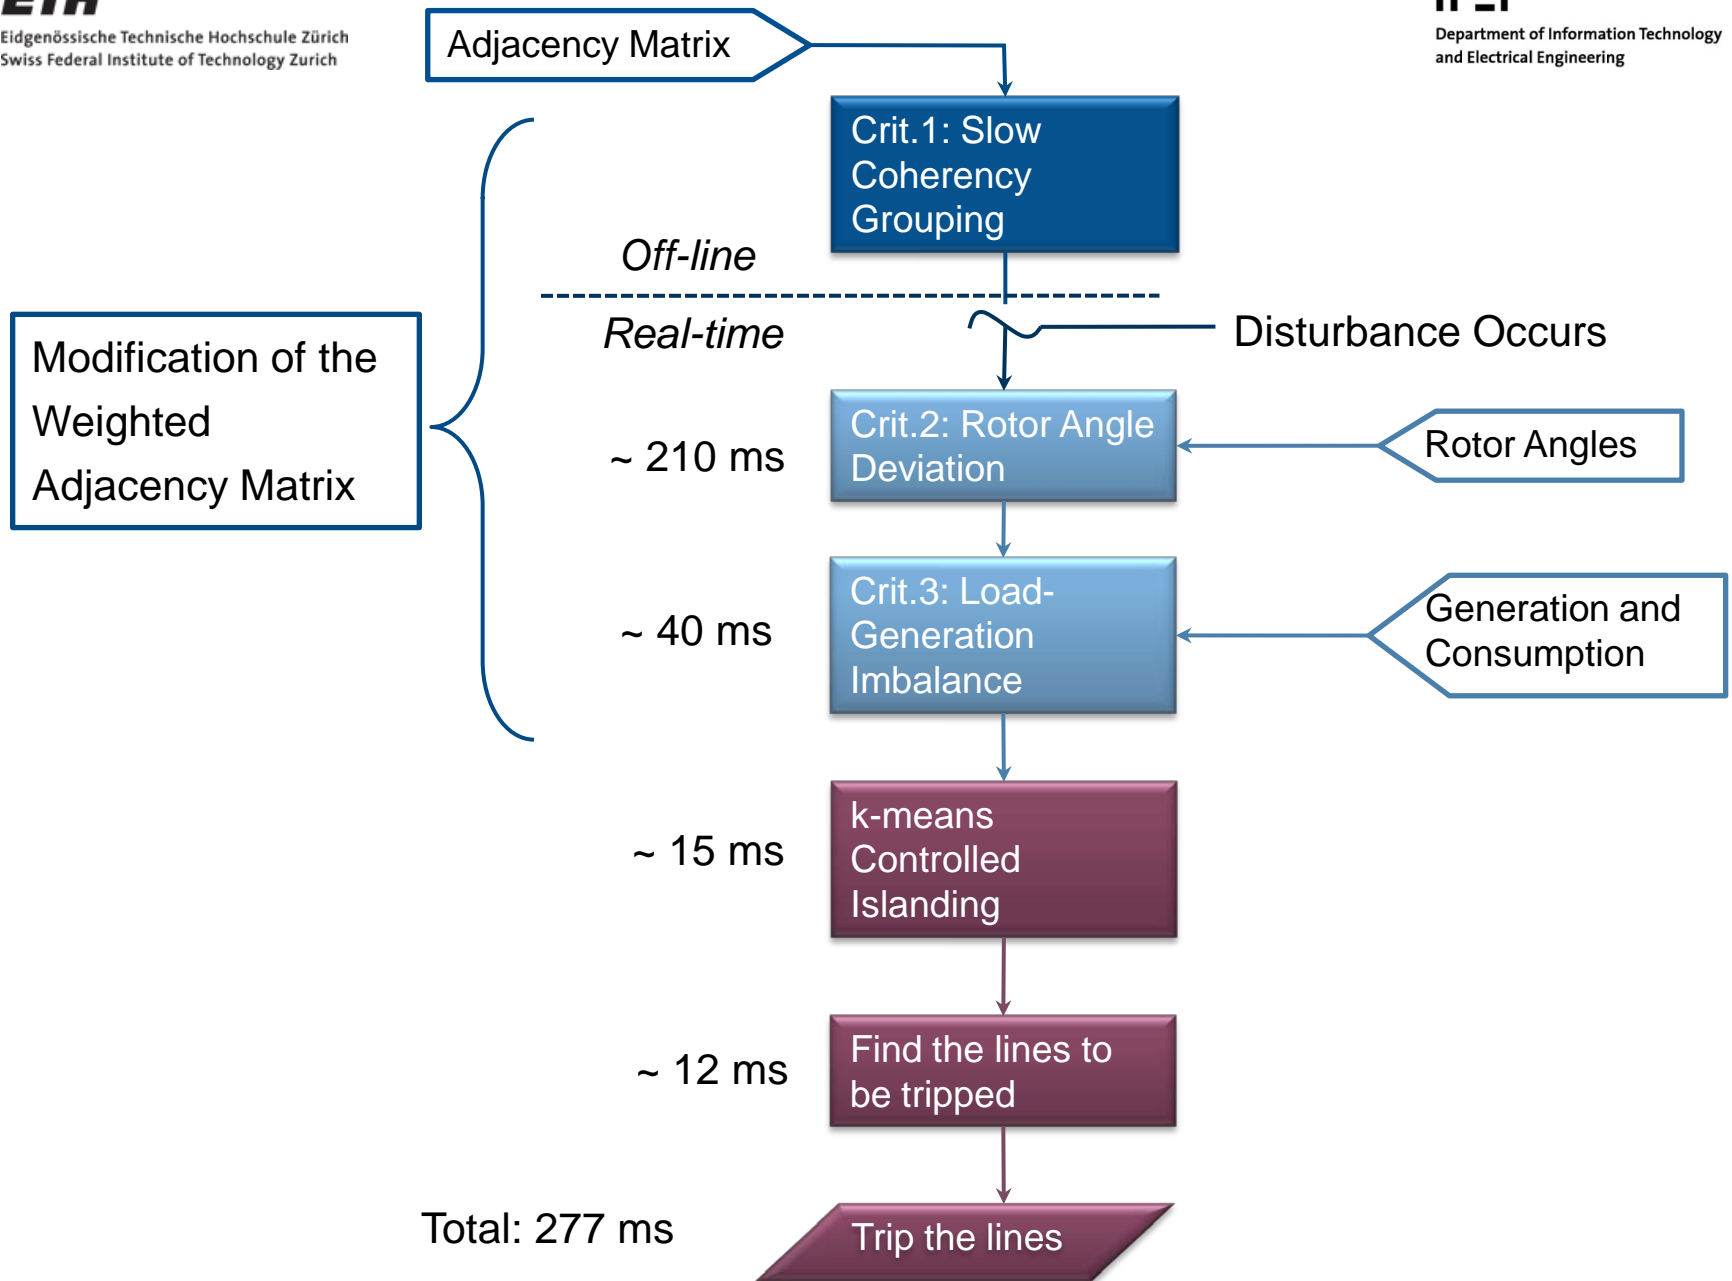 ETH
Eidgenössische Technische Hochschule Zürich
Swiss Federal Institute of Technology Zurich
Department of Information Technology
and Electrical Engineering
Adjacency Matrix
Crit.1: Slow
Coherency
Grouping
Off-line
Real-time
Disturbance Occurs
Modification of the
Weighted
Adjacency Matrix
~ 210 ms
Crit.2: Rotor Angle
Deviation
Rotor Angles
~ 40 ms
Crit.3: Load-
Generation
Imbalance
Generation and
Consumption
~ 15 ms
k-means
Controlled
Islanding
~ 12 ms
Find the lines to
be tripped
Total: 277 ms
Trip the lines